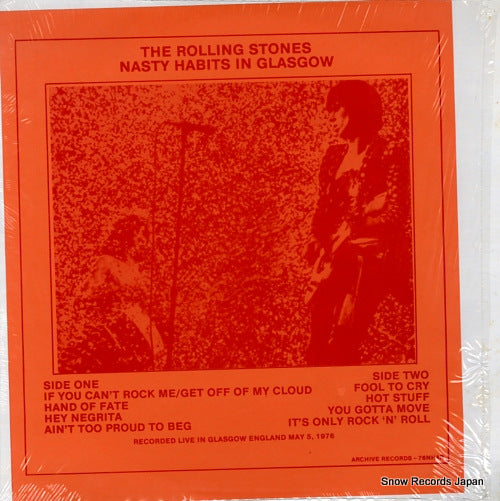 THE ROLLING STONES
NASTY HABITS IN GLASGOW
SIDE ONE
IF YOU CAN'T ROCK ME/GET OFF OF MY CLOUD
HAND OF FATE
HEY NEGRITA
AIN'T TOO PROUD TO BEG
SIDE TWO
FOOL TO CRY
HOT STUFF
YOU GOTTA MOVE
IT'S ONLY ROCK 'N' ROLL
RECORDED LIVE IN GLASGOW ENGLAND MAY 5, 1976
ARCHIVE RECORDS -
Snow Records Japan